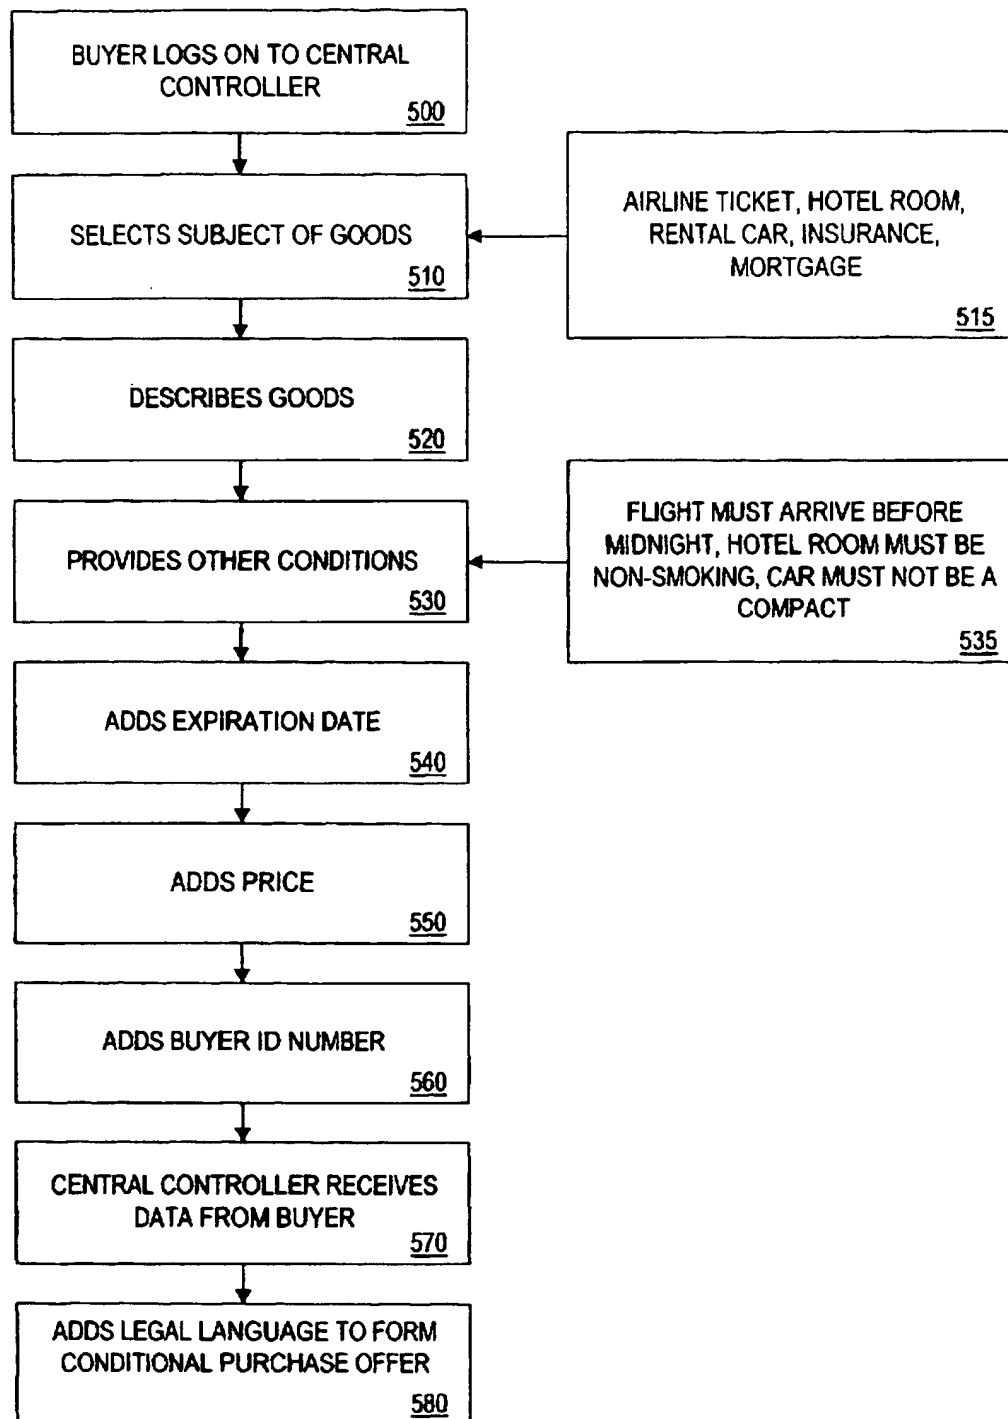 BUYER LOGS ON TO CENTRAL
CONTROLLER
500
SELECTS SUBJECT OF GOODS
510
AIRLINE TICKET, HOTEL ROOM,
RENTAL CAR, INSURANCE,
MORTGAGE
515
DESCRIBES GOODS
520
PROVIDES OTHER CONDITIONS
530
FLIGHT MUST ARRIVE BEFORE
MIDNIGHT, HOTEL ROOM MUST BE
NON-SMOKING, CAR MUST NOT BE A
COMPACT
535
ADDS EXPIRATION DATE
540
ADDS PRICE
550
ADDS BUYER ID NUMBER
560
CENTRAL CONTROLLER RECEIVES
DATA FROM BUYER
570
ADDS LEGAL LANGUAGE TO FORM
CONDITIONAL PURCHASE OFFER
580